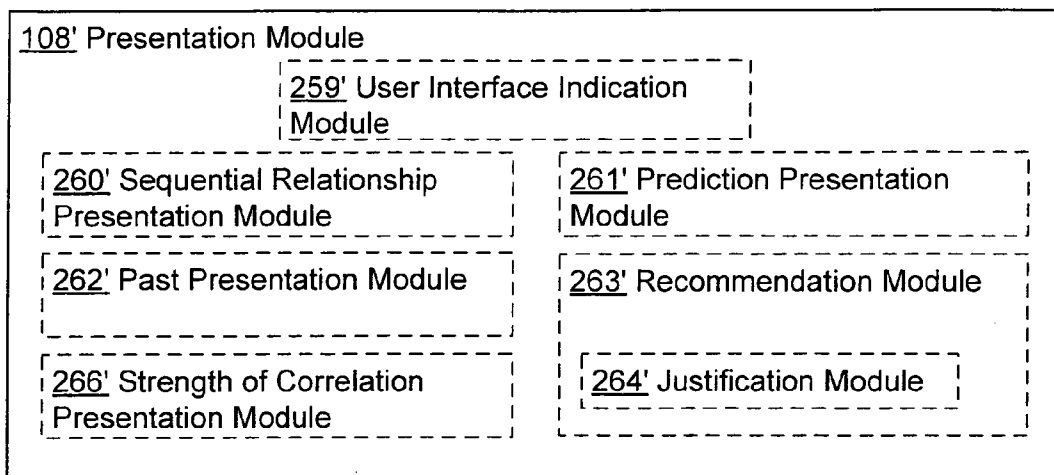 108' Presentation Module
259' User Interface Indication
Module
260' Sequential Relationship
Presentation Module
261' Prediction Presentation
Module
262' Past Presentation Module
263' Recommendation Module
266' Strength of Correlation
Presentation Module
264' Justification Module